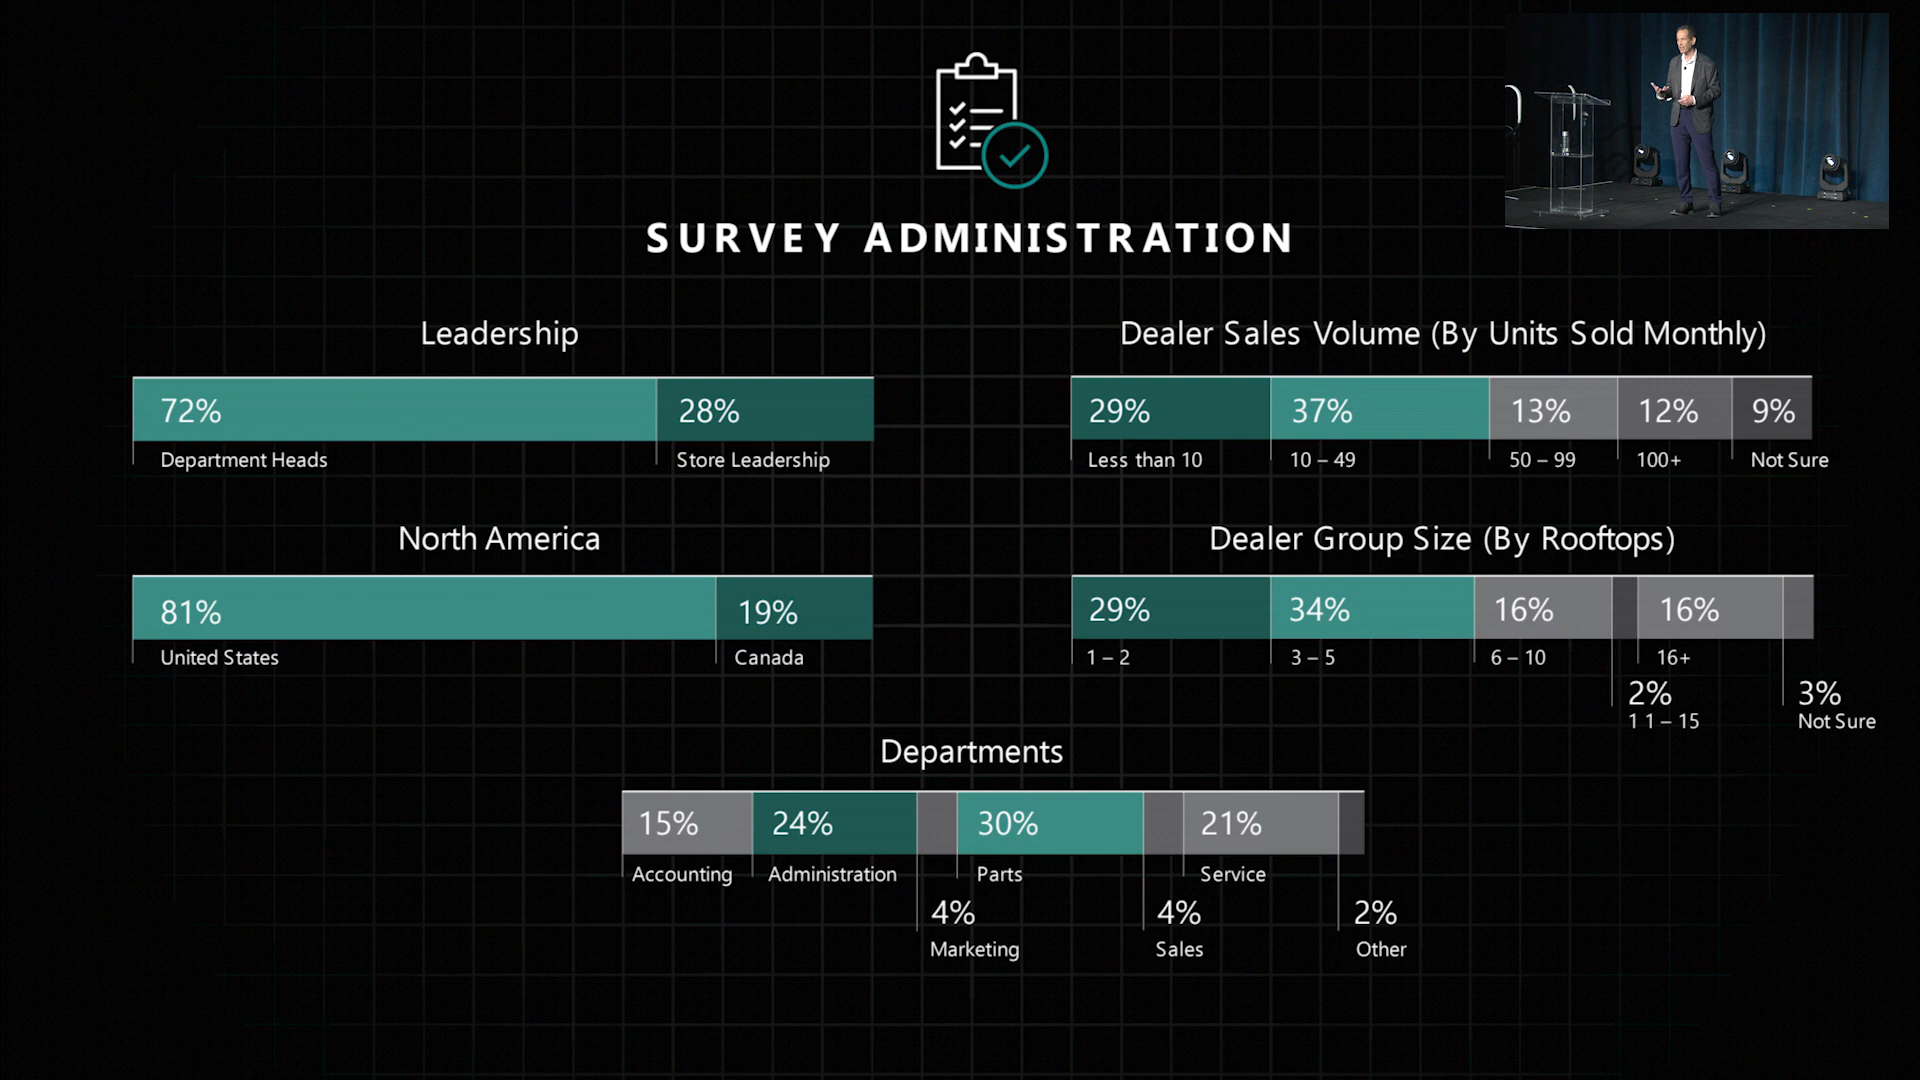 SURVEY ADMINISTRATION
Leadership
72%
28%
Department Heads
Store Leadership
Dealer Sales Volume (By Units Sold Monthly)
29%
37%
13%
12%
9%
Less than 10
10 – 49
50 – 99
100+
Not Sure
North America
81%
19%
United States
Canada
Dealer Group Size (By Rooftops)
29%
34%
16%
16%
1 – 2
3 – 5
6 – 10
16+
2%
11 – 15
3%
Not Sure
Departments
15%
24%
30%
21%
Accounting
Administration
Parts
Service
4%
Marketing
4%
Sales
2%
Other